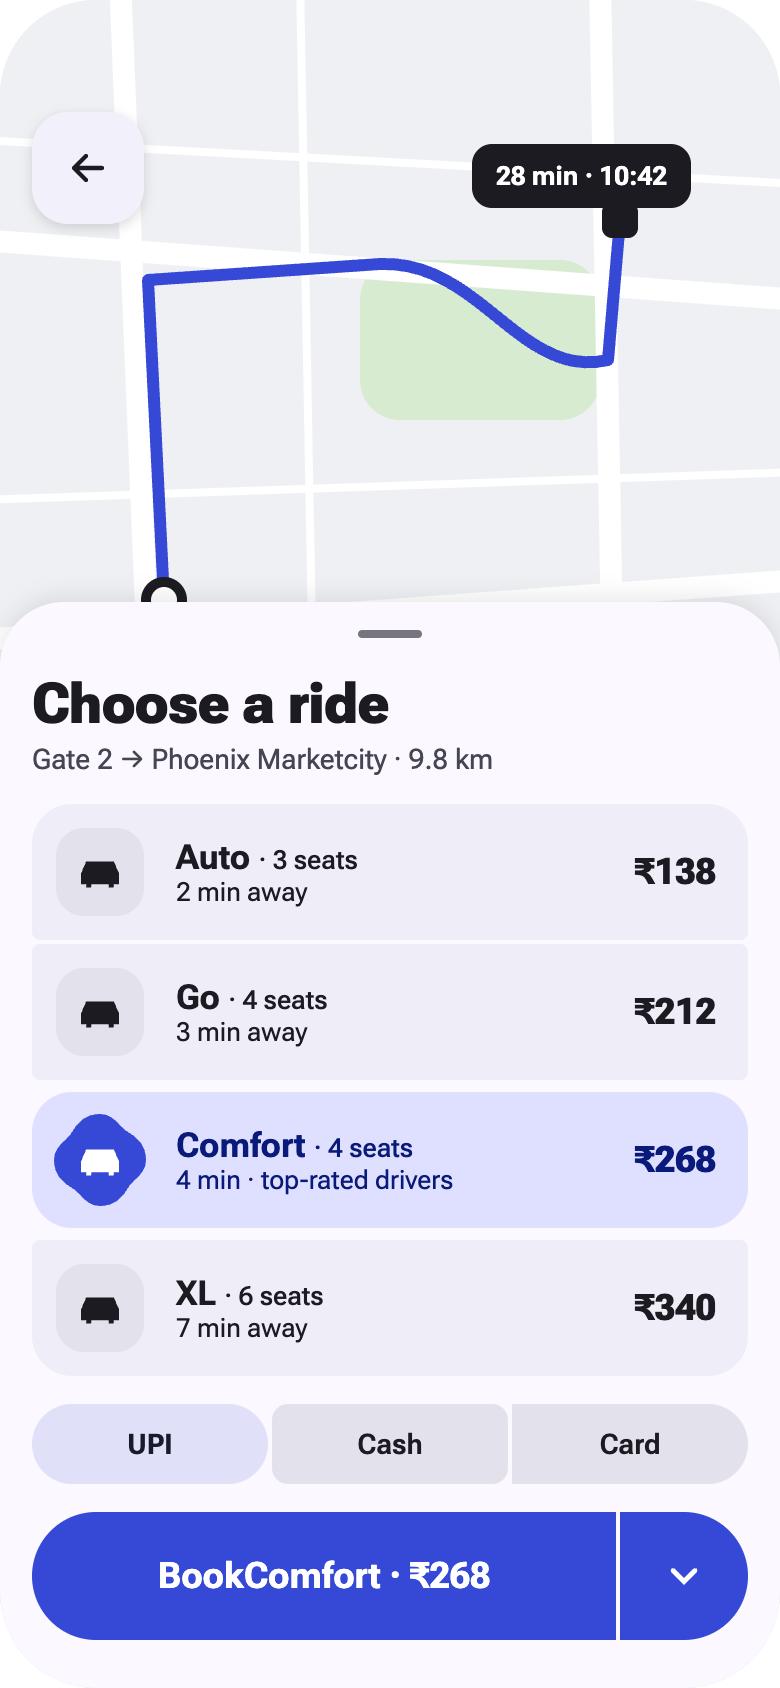 28 min · 10:42
Choose a ride
Gate 2 → Phoenix Marketcity · 9.8 km
Auto · 3 seats
2 min away
₹138
Go · 4 seats
3 min away
₹212
Comfort · 4 seats
4 min · top-rated drivers
₹268
XL · 6 seats
7 min away
₹340
UPI
Cash
Card
BookComfort · ₹268